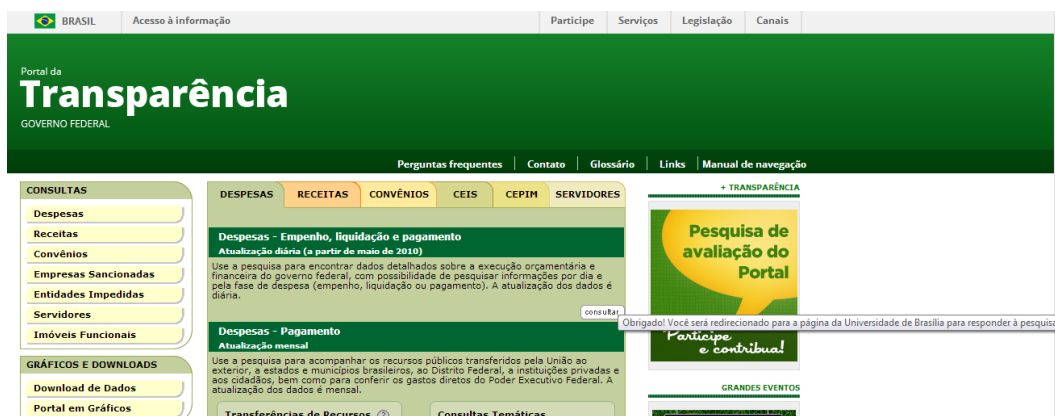 BRASIL Acesso à informação Participe Serviços Legislação Canais
Portal da
Transparência
GOVERNO FEDERAL
Perguntas frequentes Contato Glossário Links Manual de navegação
CONSULTAS
Despesas
Receitas
Convênios
Empresas Sancionadas
Entidades Impedidas
Servidores
Imóveis Funcionais
GRÁFICOS E DOWNLOADS
Download de Dados
Portal em Gráficos
DESPESAS RECEITAS CONVÊNIOS CEIS CEPIM SERVIDORES
Despesas - Empenho, liquidação e pagamento
Atualização diária (a partir de maio de 2010)
Use a pesquisa para encontrar dados detalhados sobre a execução orçamentária e
financeira do governo federal, com possibilidade de pesquisar informações por dia e
pela fase de despesa (empenho, liquidação ou pagamento). A atualização dos dados é
diária.
consultar
Despesas - Pagamento
Atualização mensal
Use a pesquisa para acompanhar os recursos públicos transferidos pela União ao
exterior, a estados e municípios brasileiros, ao Distrito Federal, a instituições privadas e
aos cidadãos, bem como para conferir os gastos diretos do Poder Executivo Federal. A
atualização dos dados é mensal.
Transferências de Recursos ? Consultas Temáticas
+ TRANSPARÊNCIA
Pesquisa de
avaliação do
Portal
Obrigado! Você será redirecionado para a página da Universidade de Brasília para responder à pesquisa
Participe
e contribua!
GRANDES EVENTOS